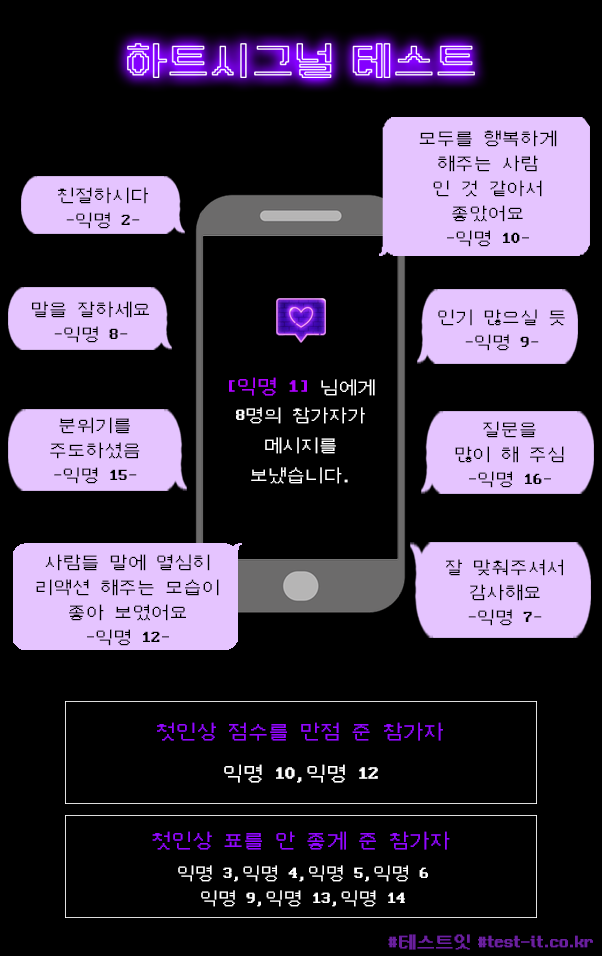 하트시그널 테스트
친절하시다
-익명 2-
모두를 행복하게
해주는 사람
인 것 같아서
좋았어요
-익명 10-
말을 잘하세요
-익명 8-
인기 많으실 듯
-익명 9-
[익명 1] 님에게
8명의 참가자가
메시지를
보냈습니다.
분위기를
주도하셨음
-익명 15-
질문을
많이 해 주심
-익명 16-
사람들 말에 열심히
리액션 해주는 모습이
좋아 보였어요
-익명 12-
잘 맞춰주셔서
감사해요
-익명 7-
첫인상 점수를 만점 준 참가자
익명 10,익명 12
첫인상 표를 안 좋게 준 참가자
익명 3,익명 4,익명 5,익명 6
익명 9,익명 13,익명 14
#테스트잇 #test-it.co.kr